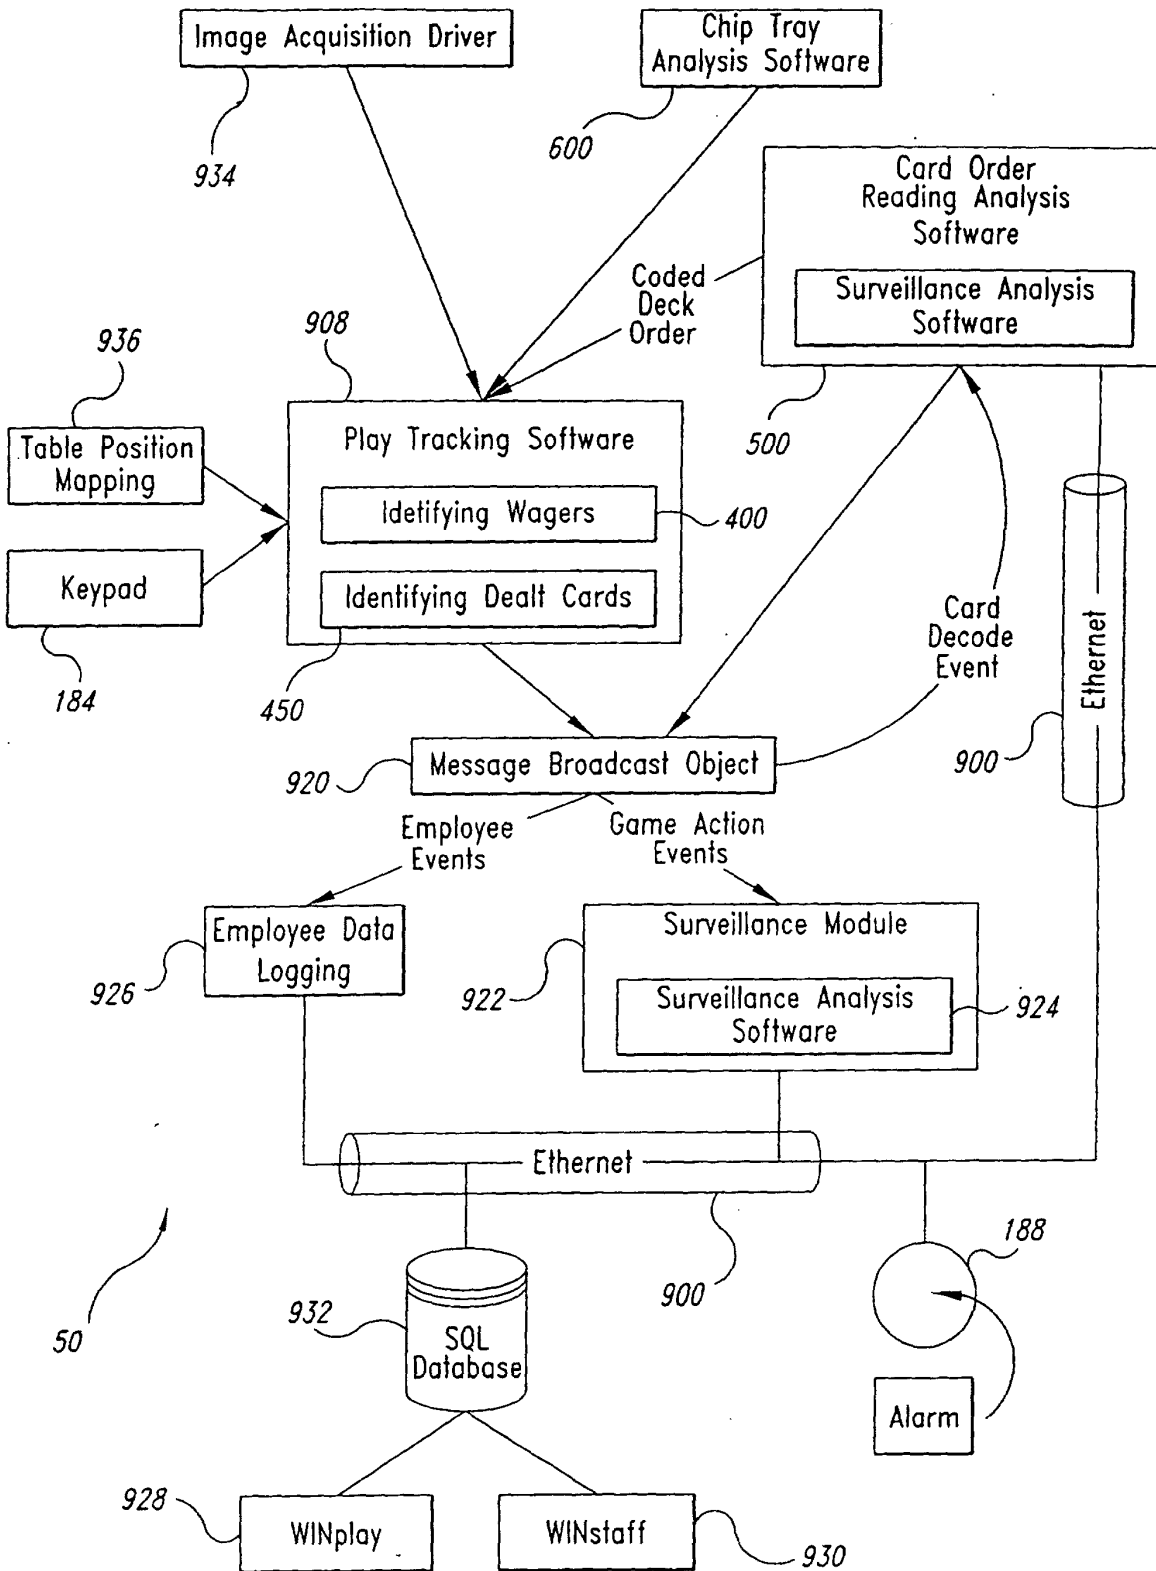 Image Acquisition Driver
Chip Tray
Analysis Software
934
600
Card Order
Reading Analysis
Software
Surveillance Analysis
Software
Coded
Deck
Order
500
936
908
Table Position
Mapping
Play Tracking Software
Idetifying Wagers
400
Keypad
Identifying Dealt Cards
184
450
Card
Decode
Event
Ethernet
900
920
Message Broadcast Object
Employee
Events
Game Action
Events
Employee Data
Logging
926
Surveillance Module
922
Surveillance Analysis
Software
924
Ethernet
900
188
50
932
SQL
Database
Alarm
928
WINplay
WINstaff
930